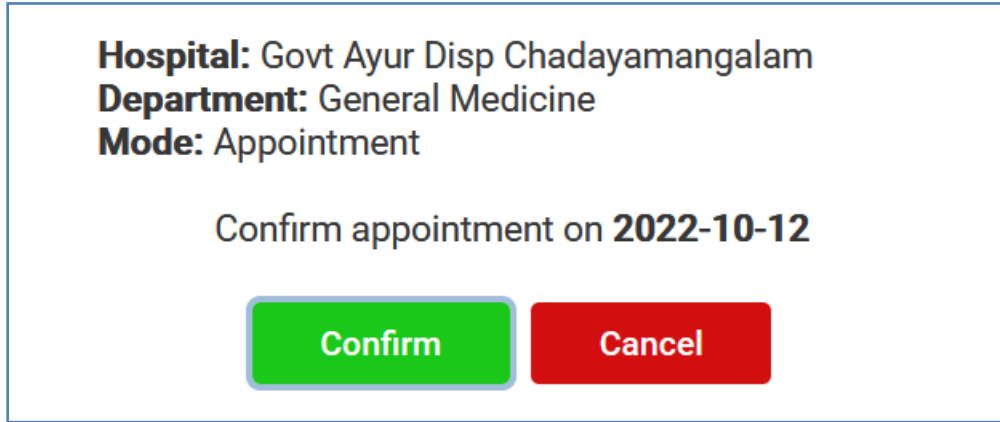 Hospital: Govt Ayur Disp Chadayamangalam
Department: General Medicine
Mode: Appointment
Confirm appointment on 2022-10-12
Confirm Cancel